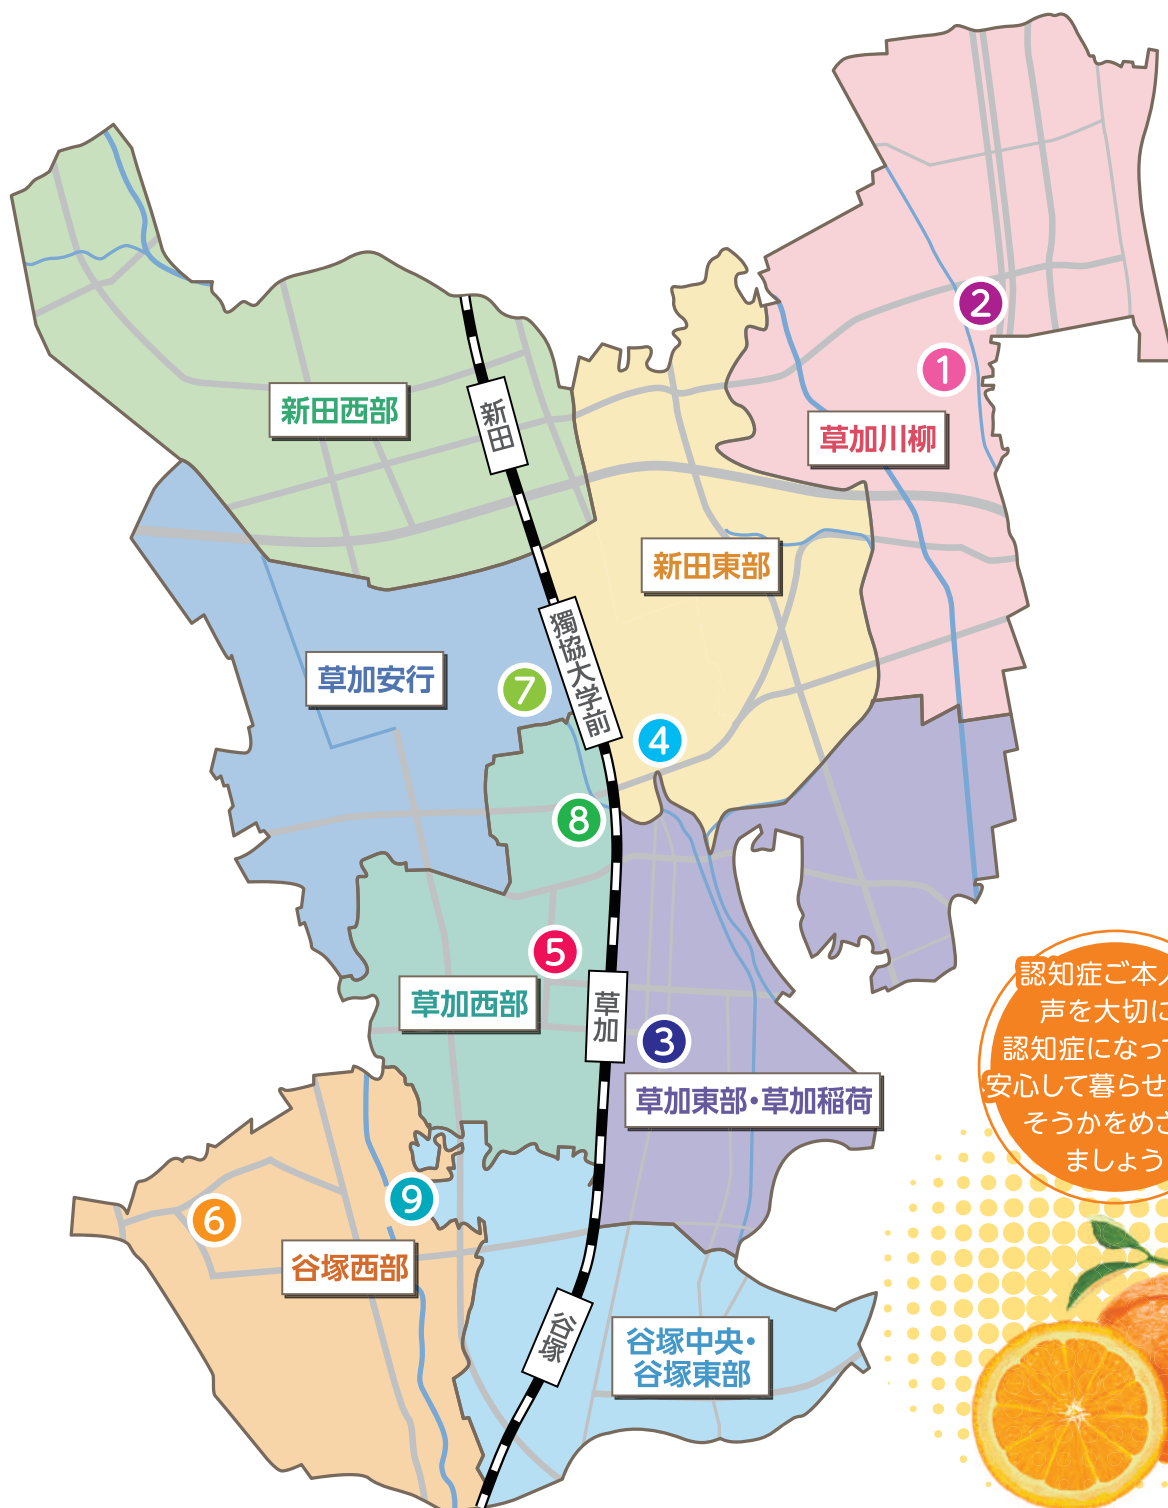 2
1
新田西部
新田
草加川柳
新田東部
獨協大学前
草加安行
7
4
8
5
認知症ご本人
声を大切に
認知症になって
安心して暮らせ
そうかをめざ
ましょう
草加西部
草加
3
草加東部・草加稲荷
9
6
谷塚西部
谷塚
谷塚中央・
谷塚東部